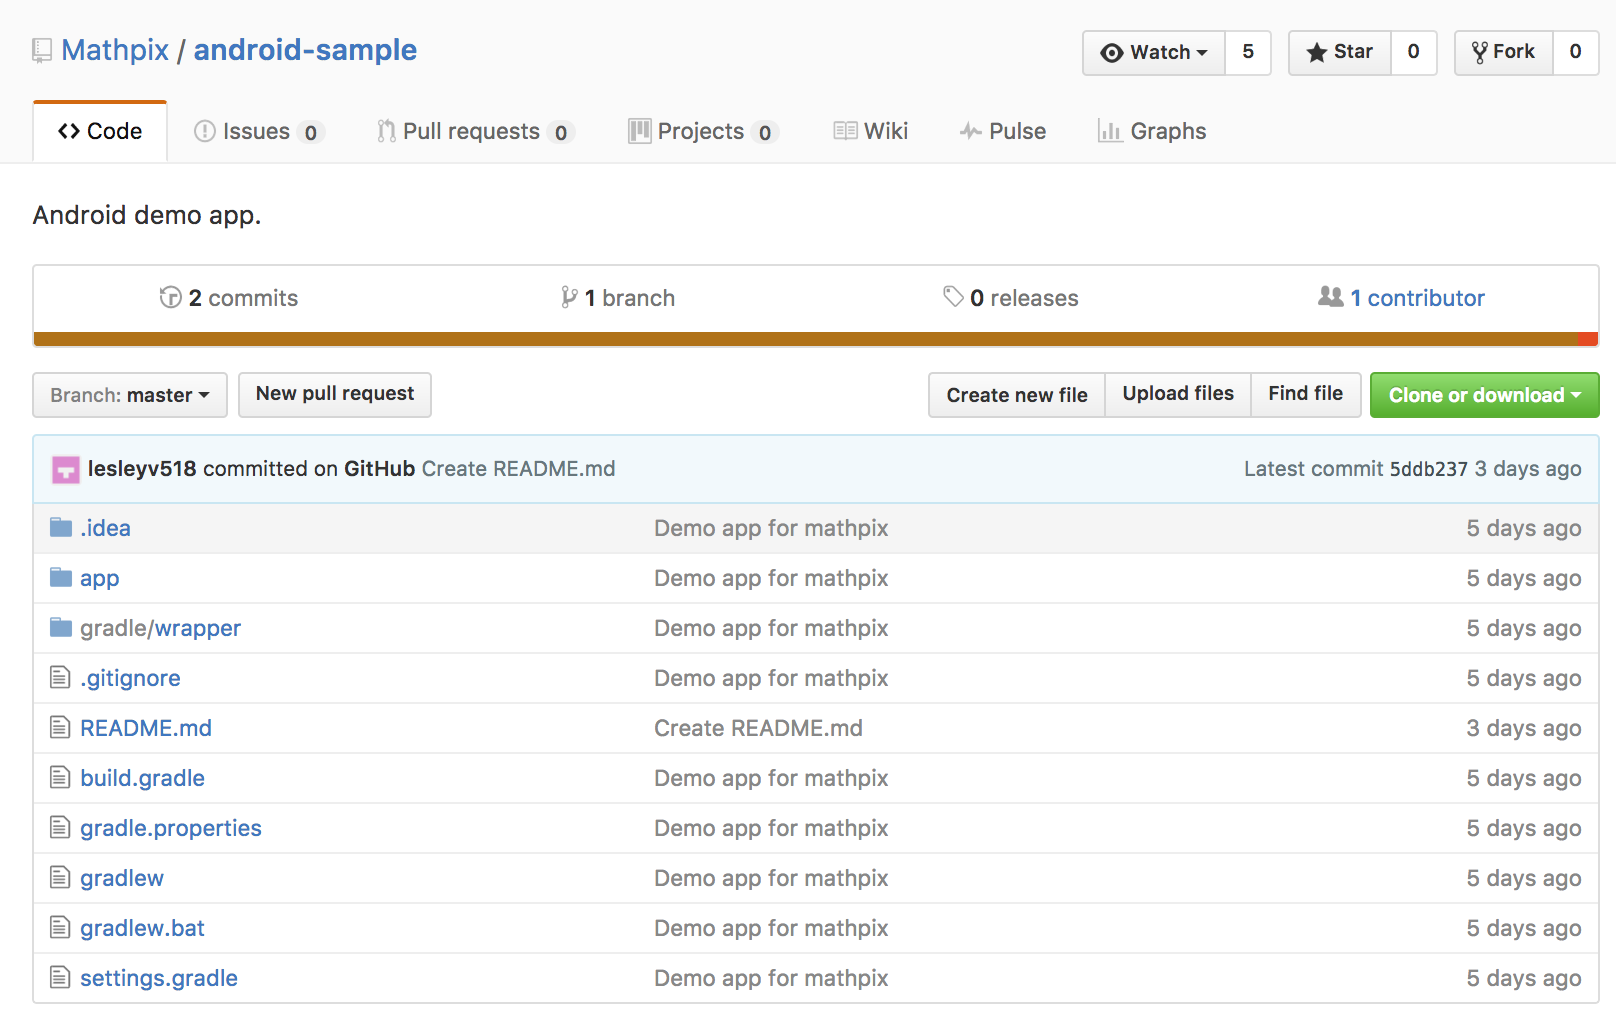 Mathpix / android-sample
Watch 5 Star 0 Fork 0
Code Issues 0 Pull requests 0 Projects 0 Wiki Pulse Graphs
Android demo app.
2 commits 1 branch 0 releases 1 contributor
Branch: master New pull request Create new file Upload files Find file Clone or download
lesleyv518 committed on GitHub Create README.md Latest commit 5ddb237 3 days ago
.idea Demo app for mathpix 5 days ago
app Demo app for mathpix 5 days ago
gradle/wrapper Demo app for mathpix 5 days ago
.gitignore Demo app for mathpix 5 days ago
README.md Create README.md 3 days ago
build.gradle Demo app for mathpix 5 days ago
gradle.properties Demo app for mathpix 5 days ago
gradlew Demo app for mathpix 5 days ago
gradlew.bat Demo app for mathpix 5 days ago
settings.gradle Demo app for mathpix 5 days ago